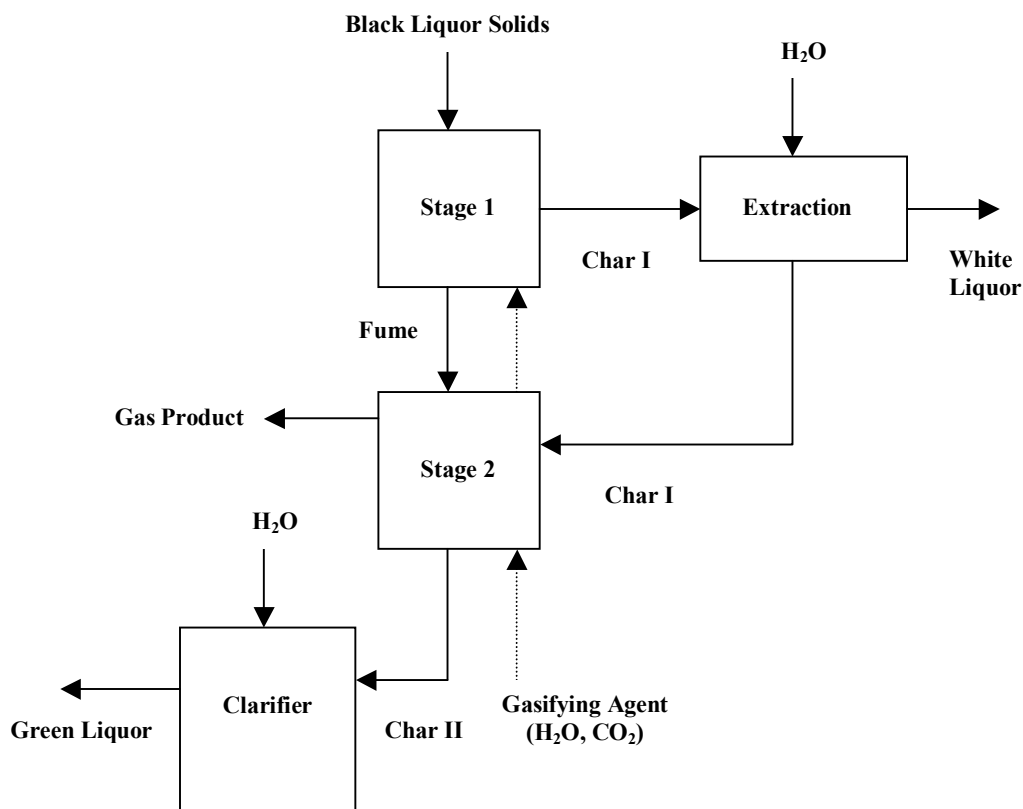 Black Liquor Solids
H₂O
Stage 1
Extraction
Char I
White
Liquor
Fume
Gas Product
Stage 2
Char I
H₂O
Clarifier
Char II
Gasifying Agent
(H₂O, CO₂)
Green Liquor